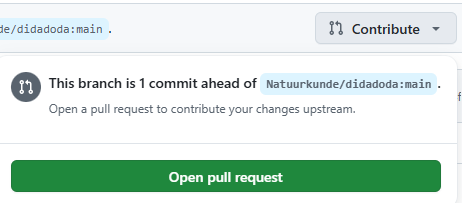 de/didadoda:main.
Contribute
This branch is 1 commit ahead of Natuurkunde/didadoda:main.
Open a pull request to contribute your changes upstream.
Open pull request